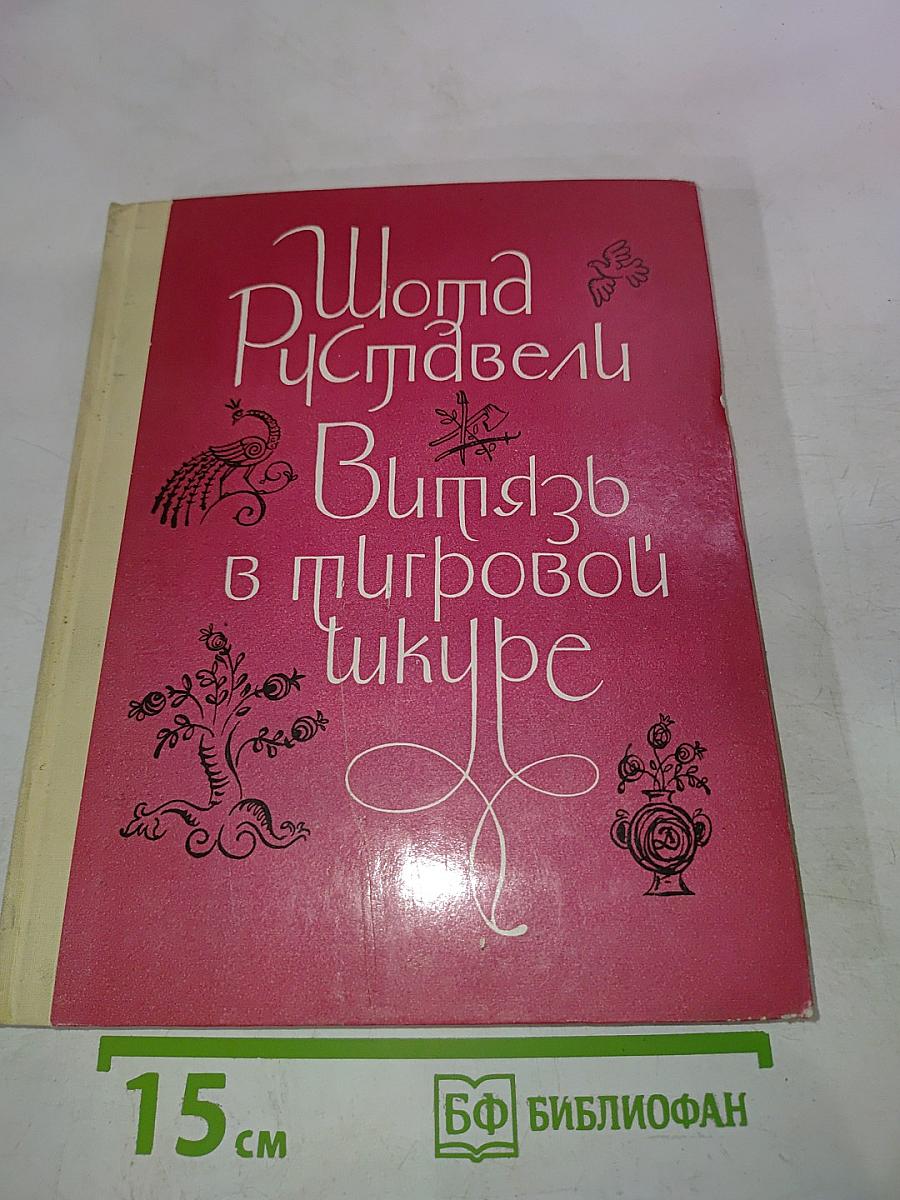 Шота
Руставели
Витязь
в тигровой
шкуре
15 см
БФ БИБЛИОФАН